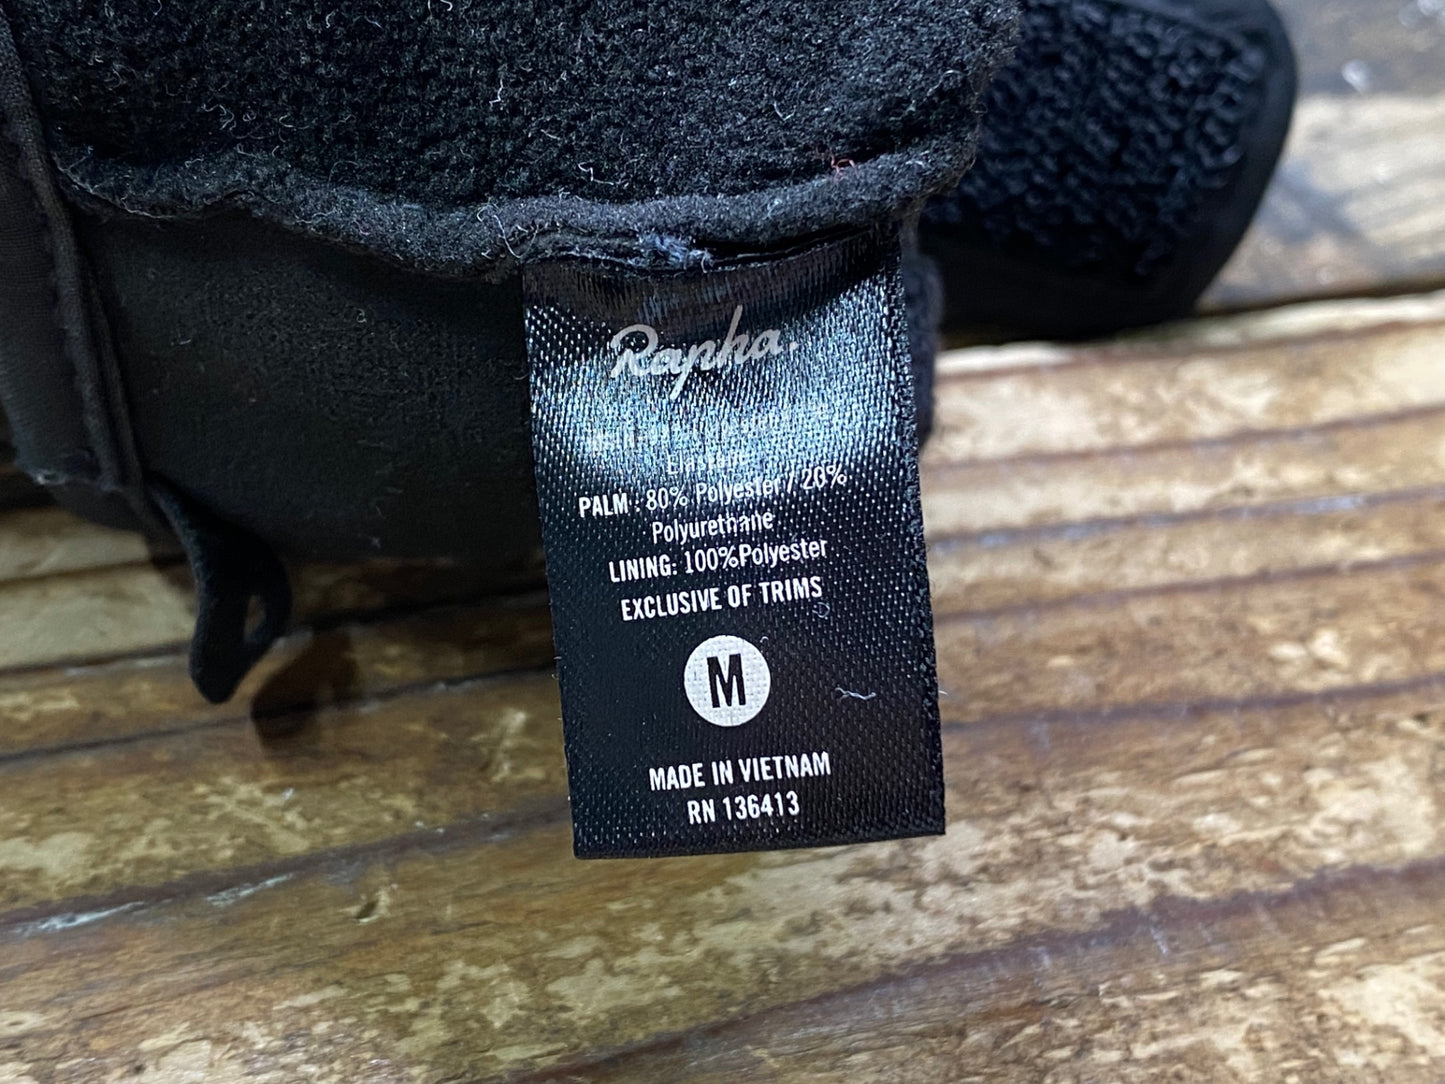 Rapha.
PALM : 80% Polyester / 20%
Polyurethane
LINING: 100%Polyester
EXCLUSIVE OF TRIMS
M
MADE IN VIETNAM
RN 136413